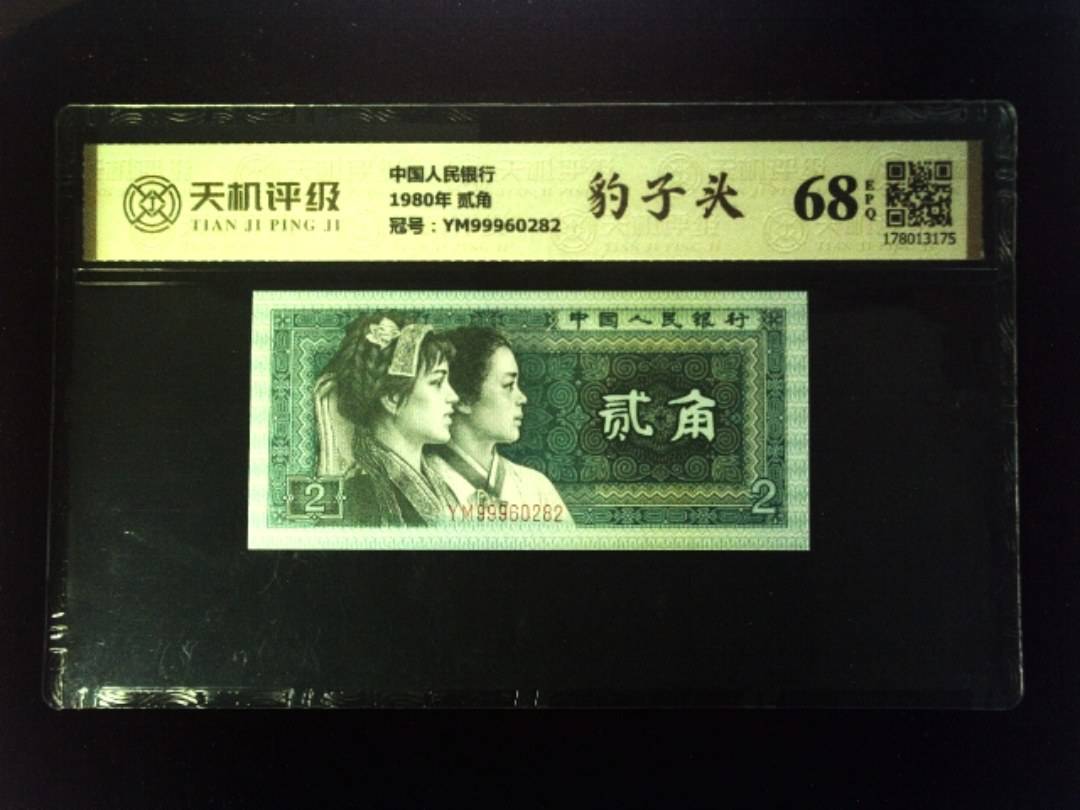 天机评级
TIAN JI PING JI
中国人民银行
1980年 贰角
冠号：YM99960282
豹子头
68
EPQ
178013175
中国人民银行
贰角
2
2
YM99960282